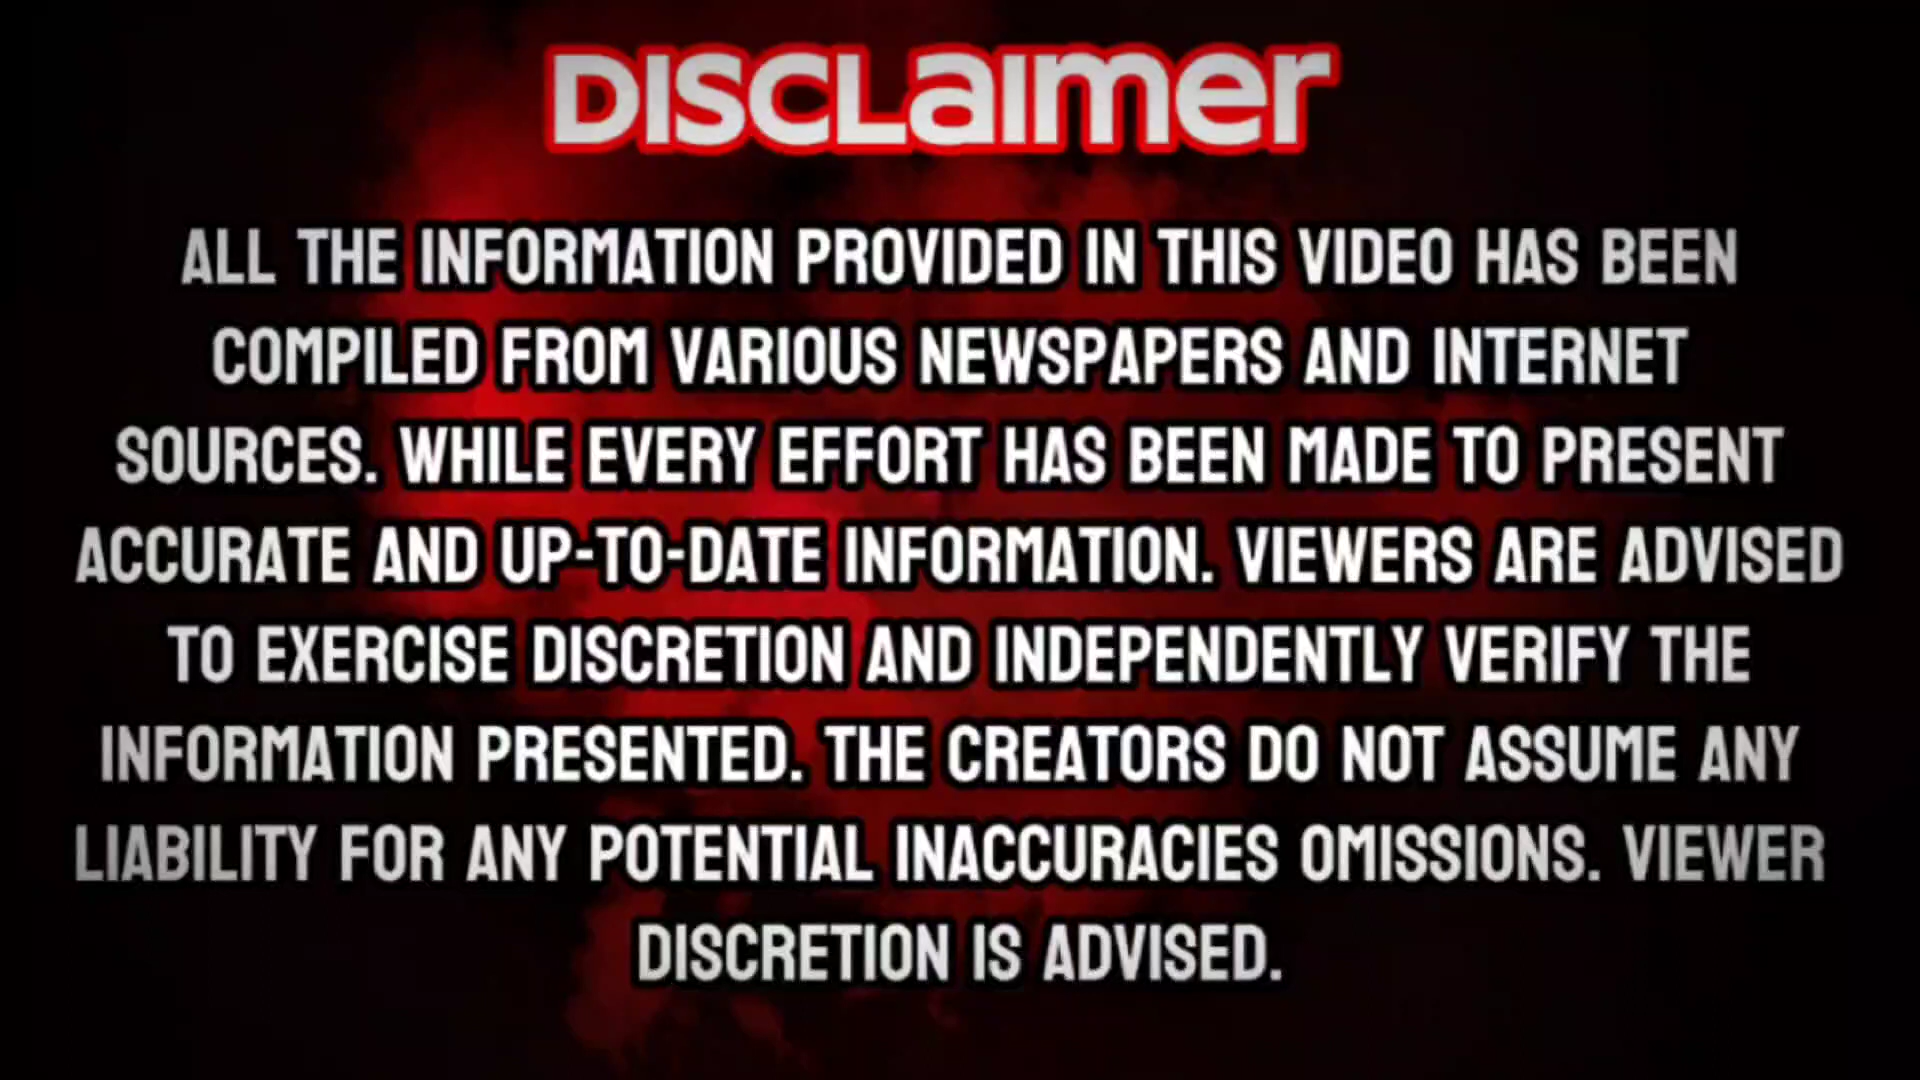 DISCLaimer
ALL THE INFORMATION PROVIDED IN THIS VIDEO HAS BEEN
COMPILED FROM VARIOUS NEWSPAPERS AND INTERNET
SOURCES. WHILE EVERY EFFORT HAS BEEN MADE TO PRESENT
ACCURATE AND UP-TO-DATE INFORMATION. VIEWERS ARE ADVISED
TO EXERCISE DISCRETION AND INDEPENDENTLY VERIFY THE
INFORMATION PRESENTED. THE CREATORS DO NOT ASSUME ANY
LIABILITY FOR ANY POTENTIAL INACCURACIES OMISSIONS. VIEWER
DISCRETION IS ADVISED.